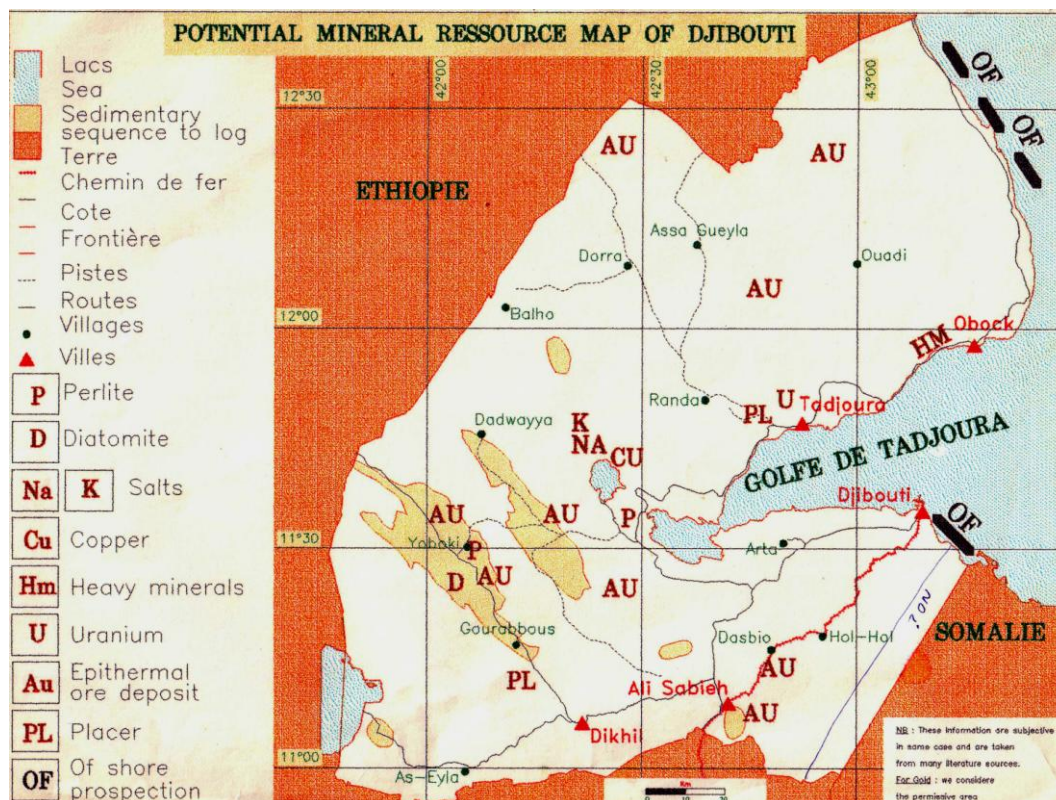 POTENTIAL MINERAL RESSOURCE MAP OF DJIBOUTI
Lacs
Sea
Sedimentary
sequence to log
Terre
Chemin de fer
Cote
Frontière
Pistes
Routes
Villages
Villes
P Perlite
D Diatomite
Na K Salts
Cu Copper
Hm Heavy minerals
U Uranium
Au Epithermal
ore deposit
PL Placer
OF Of shore
prospection
42°00
42°30
43°00
12°30
12°00
11°30
11°00
ETHIOPIE
AU
AU
OF
OF
Assa Gueyla
Dorra
Ouadi
AU
Balho
Obock
HM
Randa
PL
U
Tadjoura
Dadwayya
K
NA
CU
GOLFE DE TADJOURA
Djibouti
OF
AU
AU
P
Yoboki
P
Arta
D
AU
AU
NO?
SOMALIE
Gourabbous
Dasbio
Hol-Hol
AU
PL
Ali Sabieh
AU
Dikhil
As-Eyla
Km
0 10 20 30
NB : These information are subjective
in some case and are taken
from many literature sources.
For Gold : we considere
the permissive area